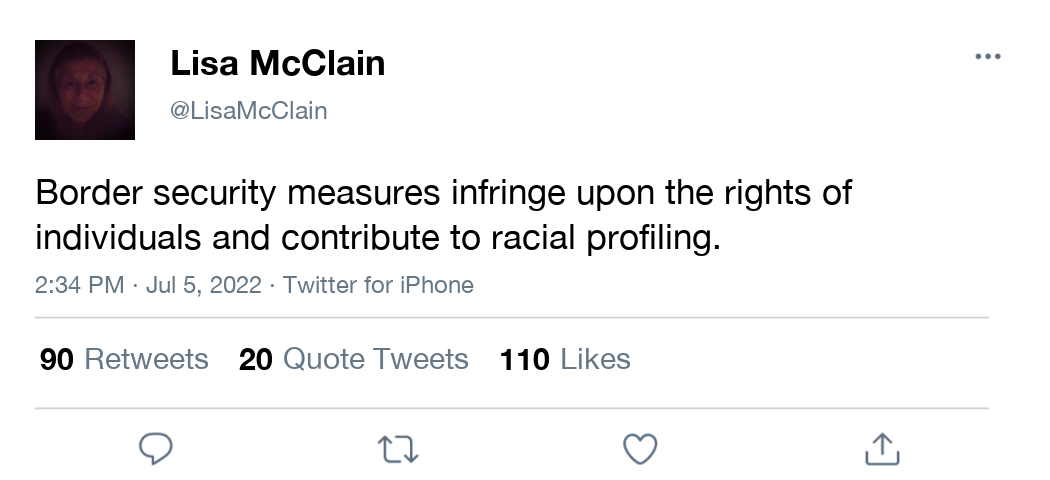 Lisa McClain
@LisaMcClain
Border security measures infringe upon the rights of
individuals and contribute to racial profiling.
2:34 PM · Jul 5, 2022 · Twitter for iPhone
90 Retweets 20 Quote Tweets 110 Likes